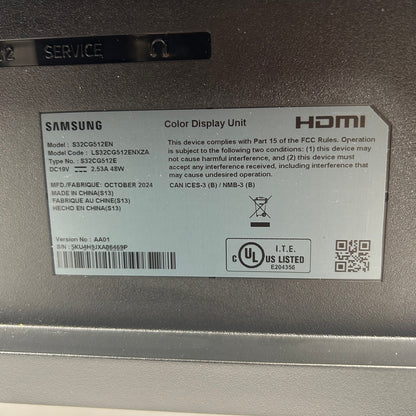 2 SERVICE
SAMSUNG
Color Display Unit
HDMI
Model : S32CG512EN
Model Code : LS32CG512ENXZA
Type No. : S32CG512E
DC19V ⎓ 2.53A 48W
This device complies with Part 15 of the FCC Rules. Operation is
subject to the following two conditions: (1) this device may not
cause harmful interference, and (2) this device must
accept any interference received, including interference
that may cause undesired operation.
CAN ICES-3 (B) / NMB-3 (B)
MFD./FABRIQUE: OCTOBER 2024
MADE IN CHINA(S13)
FABRIQUE AU CHINE(S13)
HECHO EN CHINA(S13)
Version No : AA01
S/N :
C UL US LISTED
I.T.E.
E204350